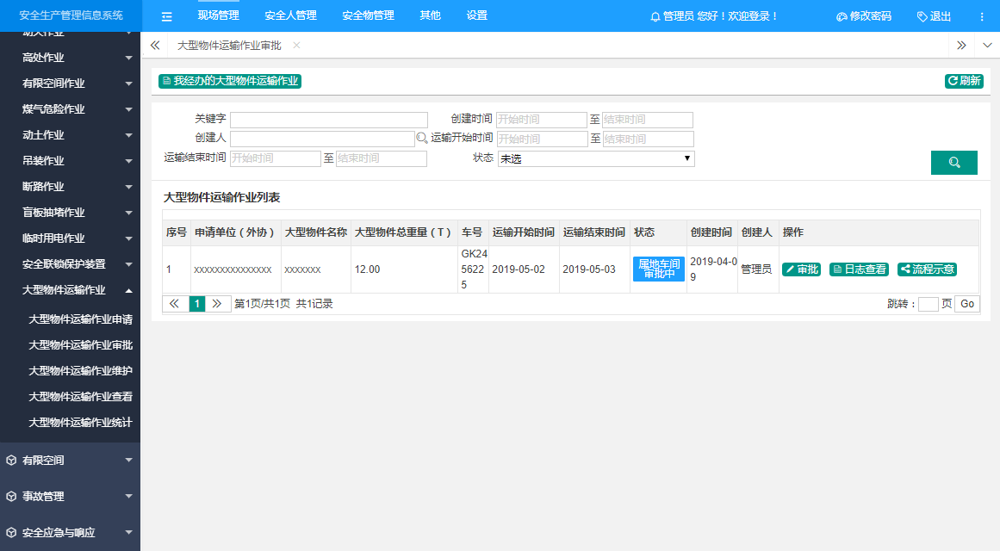 安全生产管理信息系统
现场管理 安全人管理 安全物管理 其他 设置 管理员 您好！欢迎登录！ 修改密码 退出
大型物件运输作业审批
动火作业
高处作业
有限空间作业
煤气危险作业
动土作业
吊装作业
断路作业
盲板抽堵作业
临时用电作业
安全联锁保护装置
大型物件运输作业
大型物件运输作业申请
大型物件运输作业审批
大型物件运输作业维护
大型物件运输作业查看
大型物件运输作业统计
有限空间
事故管理
安全应急与响应
我经办的大型物件运输作业 刷新
关键字 创建时间 开始时间 至 结束时间
创建人 运输开始时间 开始时间 至 结束时间
运输结束时间 开始时间 至 结束时间 状态 未选
大型物件运输作业列表
序号 申请单位（外协） 大型物件名称 大型物件总重量（T） 车号 运输开始时间 运输结束时间 状态 创建时间 创建人 操作
1 xxxxxxxxxxxxxxx xxxxxxx 12.00 GK2456225 2019-05-02 2019-05-03 属地车间审批中 2019-04-09 管理员 审批 日志查看 流程示意
1 第1页/共1页 共1记录 跳转： 页 Go